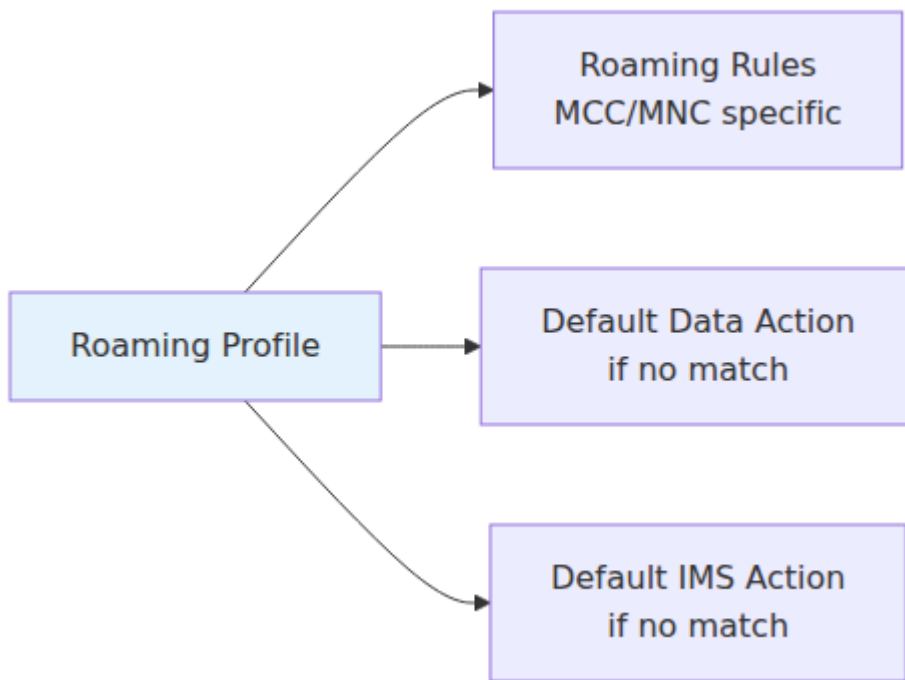 Roaming Rules
MCC/MNC specific
Roaming Profile
Default Data Action
if no match
Default IMS Action
if no match